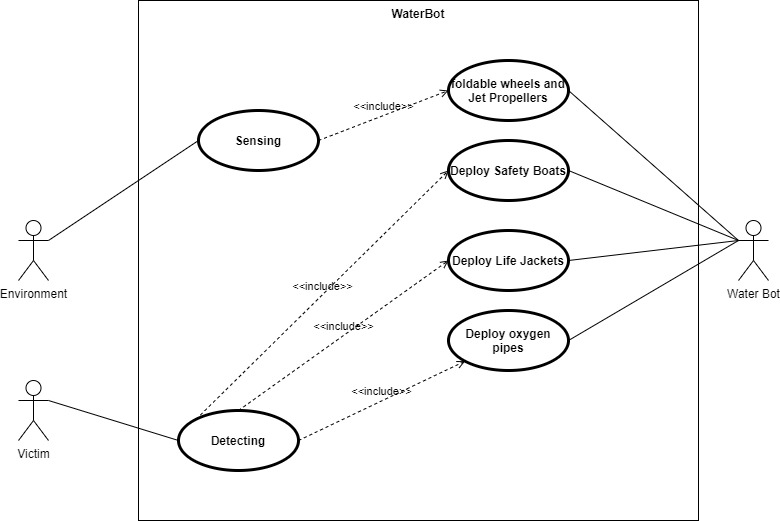 WaterBot
foldable wheels and
Jet Propellers
<<include>>
Sensing
Deploy Safety Boats
Deploy Life Jackets
<<include>>
Environment
Water Bot
<<include>>
Deploy oxygen
pipes
<<include>>
Detecting
Victim